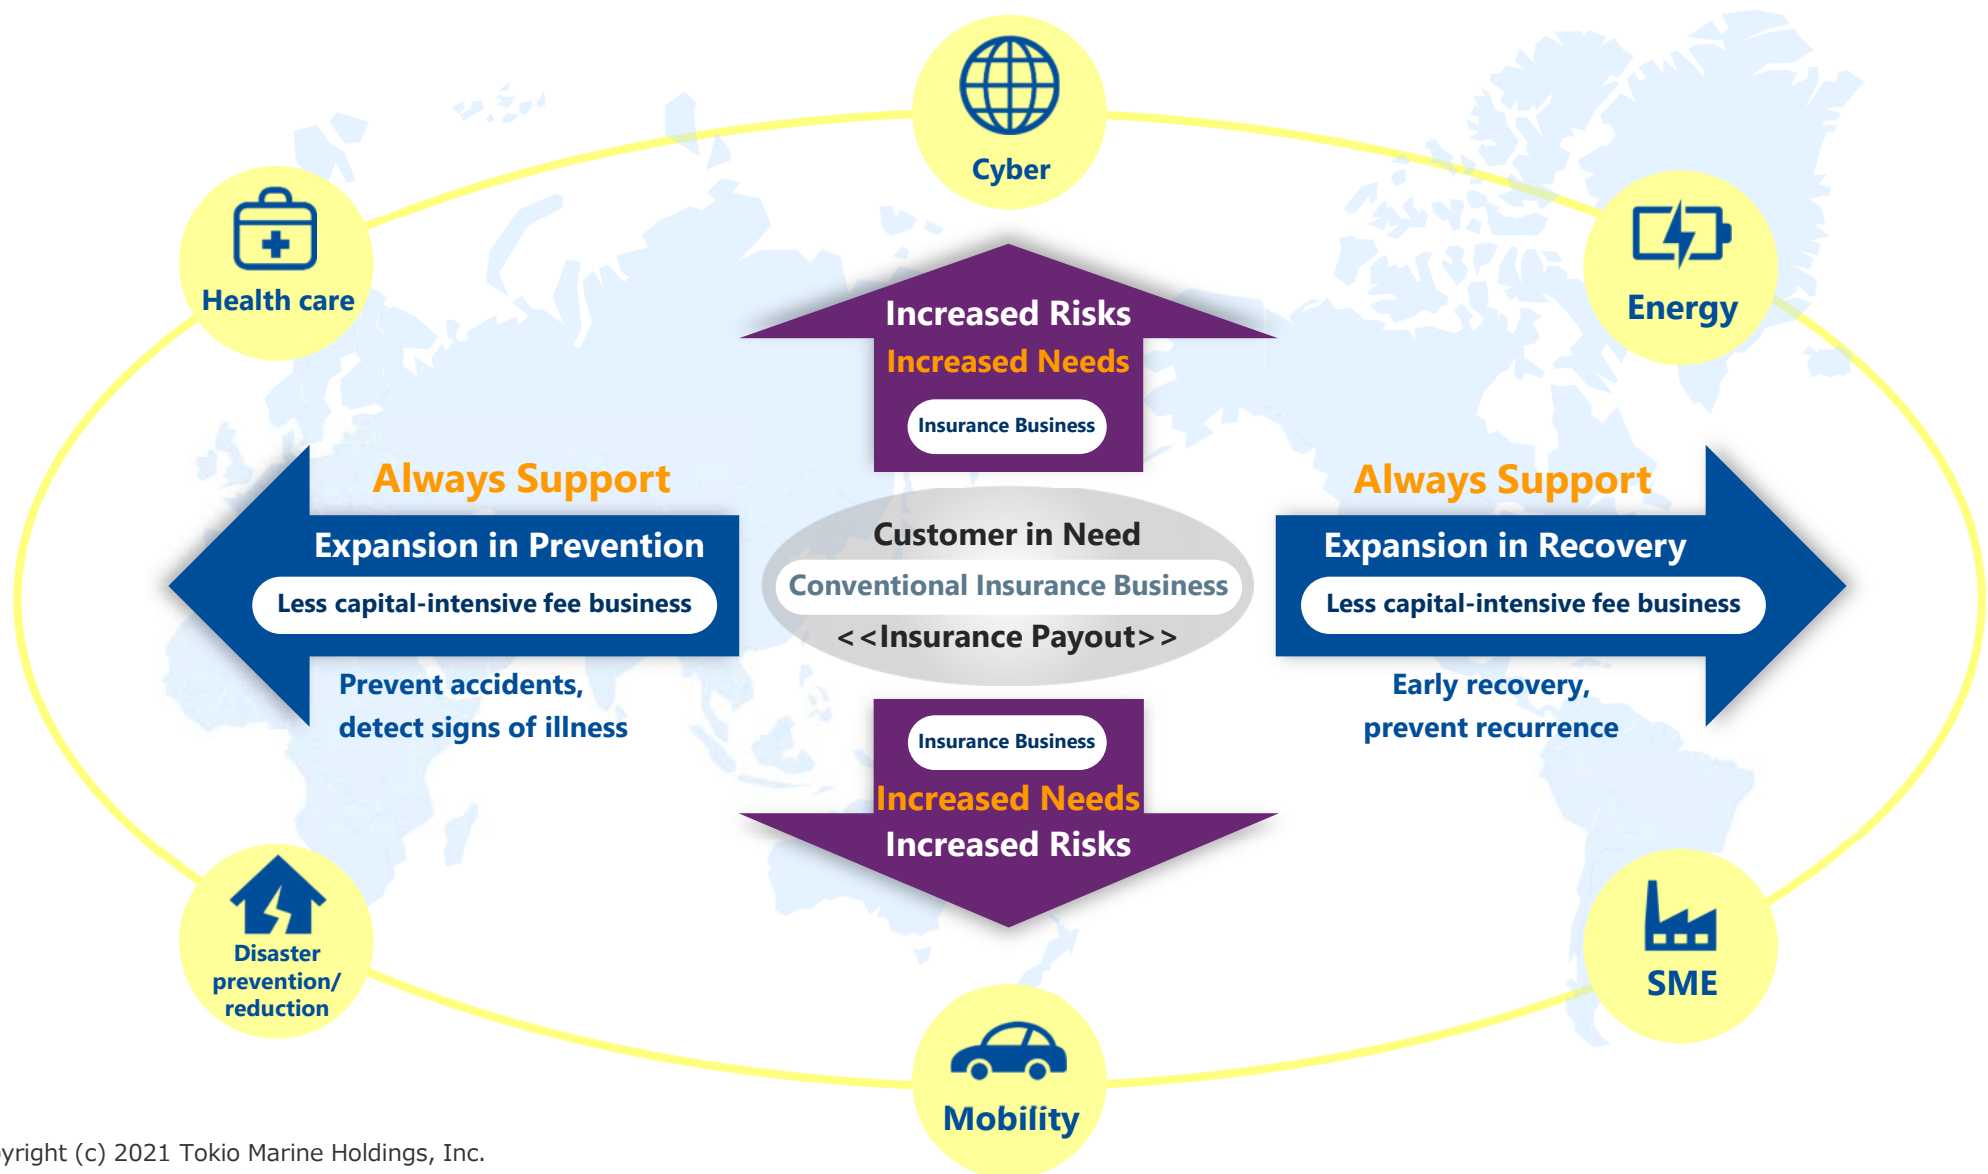 Cyber
Health care
Energy
Increased Risks
Increased Needs
Insurance Business
Always Support
Expansion in Prevention
Less capital-intensive fee business
Prevent accidents,
detect signs of illness
Customer in Need
Conventional Insurance Business
<<Insurance Payout>>
Always Support
Expansion in Recovery
Less capital-intensive fee business
Early recovery,
prevent recurrence
Insurance Business
Increased Needs
Increased Risks
Disaster
prevention/
reduction
SME
Mobility
yright (c) 2021 Tokio Marine Holdings, Inc.